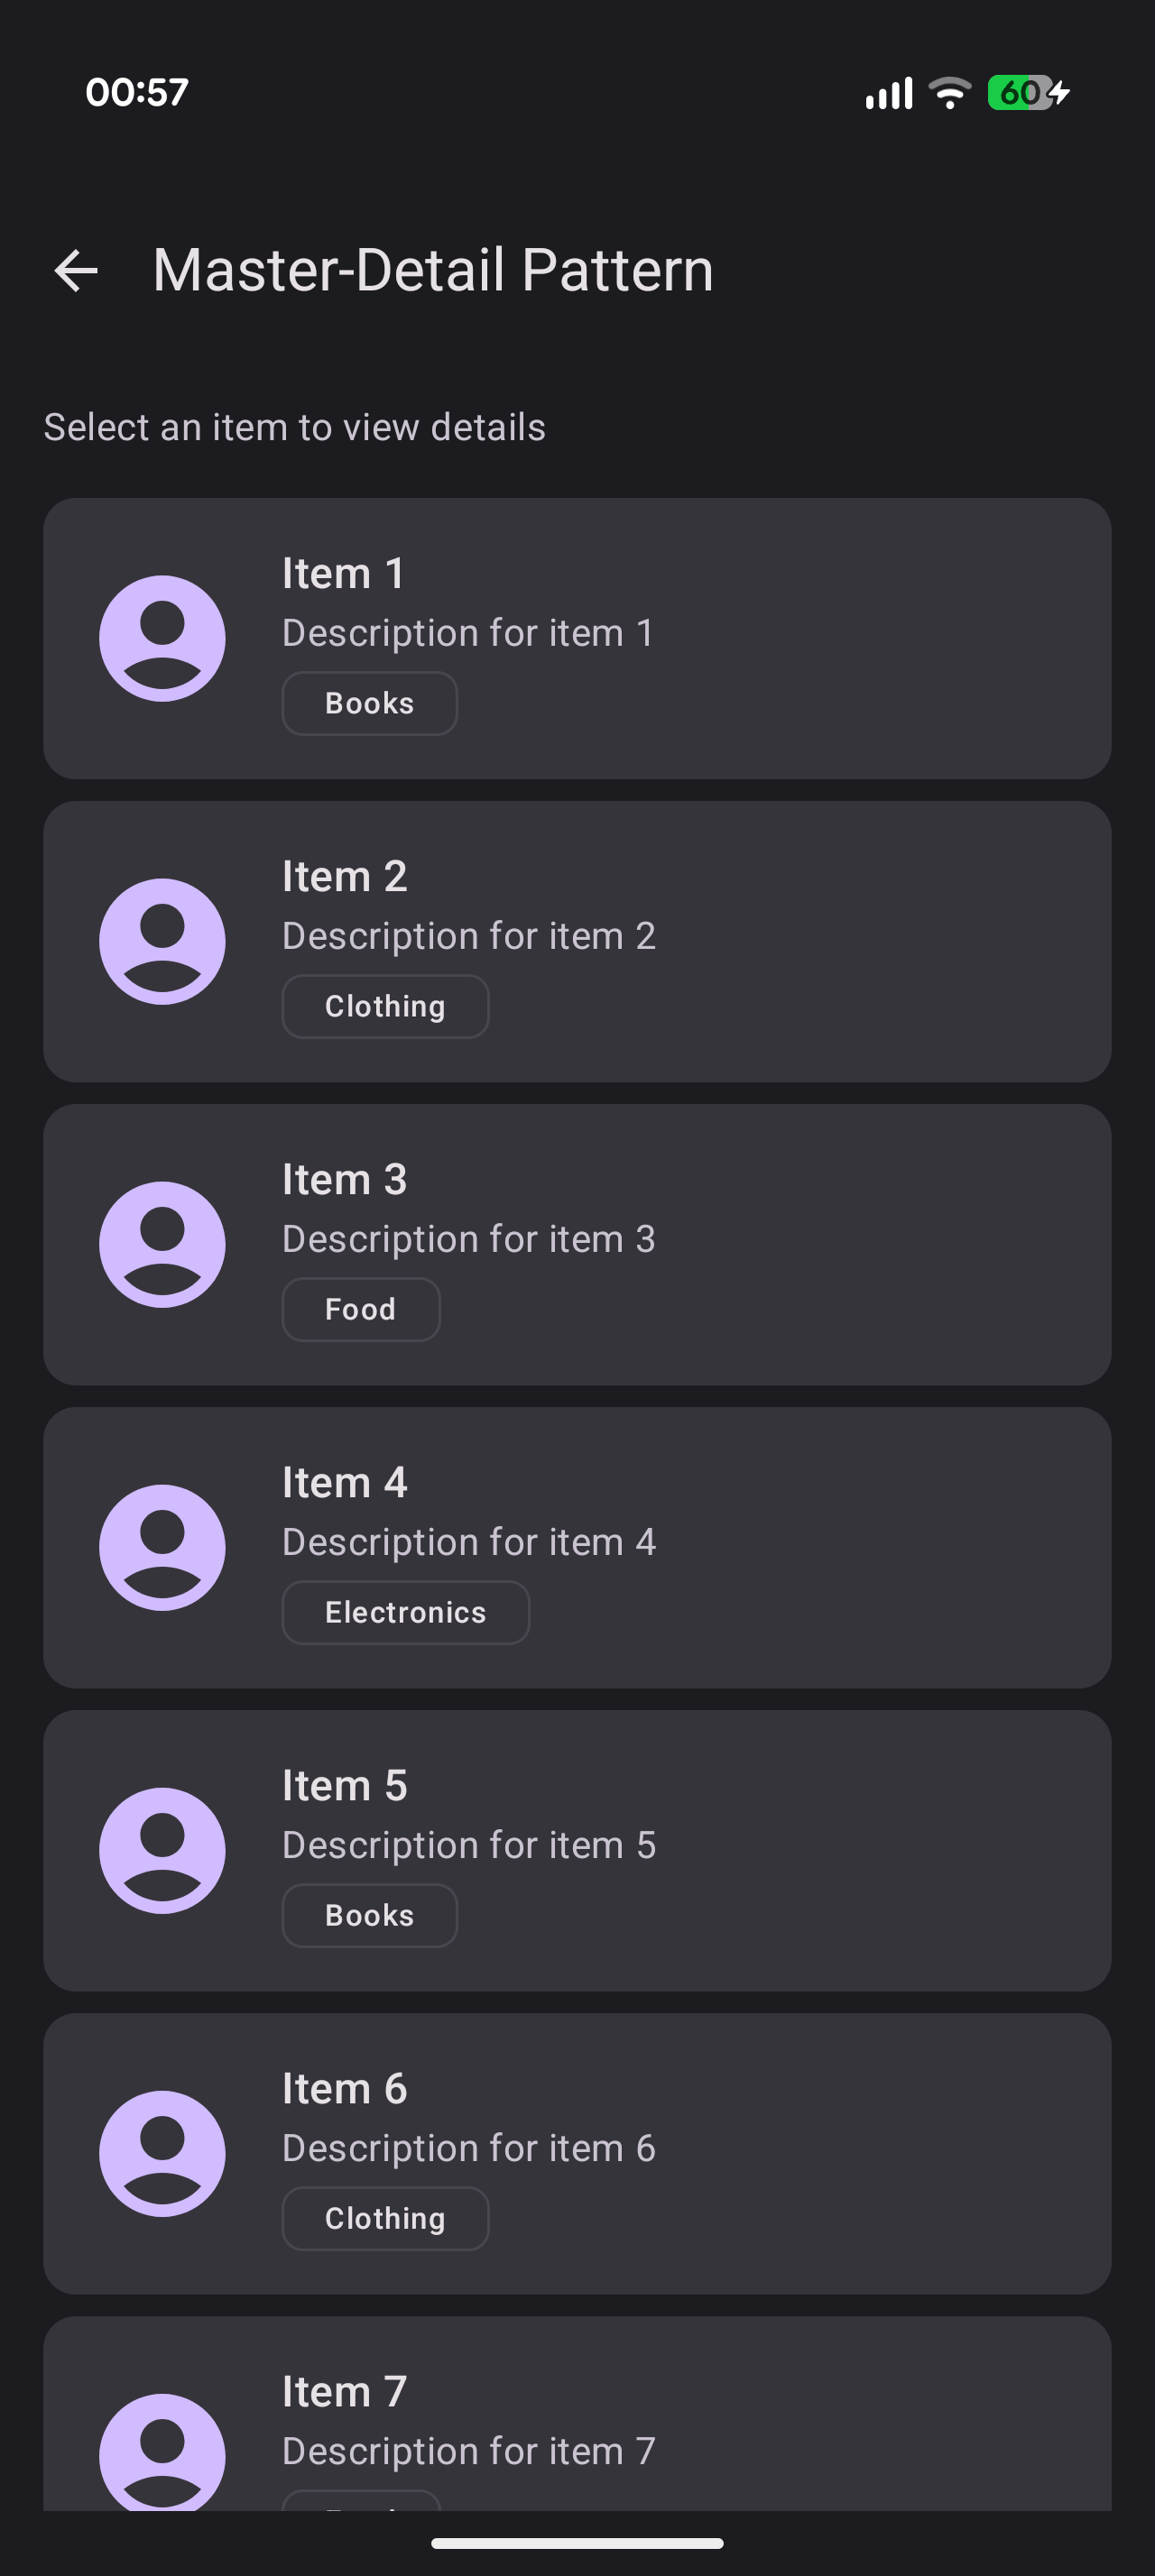 00:57
60
Master-Detail Pattern
Select an item to view details
Item 1
Description for item 1
Books
Item 2
Description for item 2
Clothing
Item 3
Description for item 3
Food
Item 4
Description for item 4
Electronics
Item 5
Description for item 5
Books
Item 6
Description for item 6
Clothing
Item 7
Description for item 7